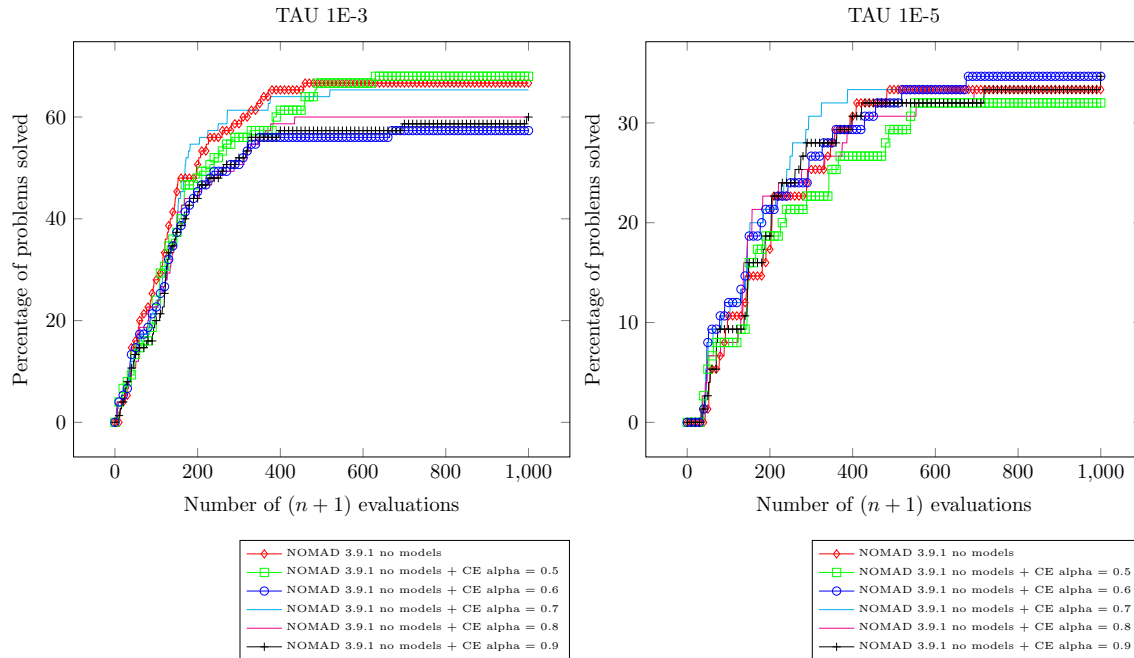 TAU 1E-3
Percentage of problems solved
60
40
20
0
0 200 400 600 800 1,000
Number of (n + 1) evaluations
NOMAD 3.9.1 no models
NOMAD 3.9.1 no models + CE alpha = 0.5
NOMAD 3.9.1 no models + CE alpha = 0.6
NOMAD 3.9.1 no models + CE alpha = 0.7
NOMAD 3.9.1 no models + CE alpha = 0.8
NOMAD 3.9.1 no models + CE alpha = 0.9
TAU 1E-5
Percentage of problems solved
30
20
10
0
0 200 400 600 800 1,000
Number of (n + 1) evaluations
NOMAD 3.9.1 no models
NOMAD 3.9.1 no models + CE alpha = 0.5
NOMAD 3.9.1 no models + CE alpha = 0.6
NOMAD 3.9.1 no models + CE alpha = 0.7
NOMAD 3.9.1 no models + CE alpha = 0.8
NOMAD 3.9.1 no models + CE alpha = 0.9